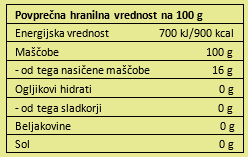 Povprečna hranilna vrednost na 100 g
Energijska vrednost 700 kJ/900 kcal
Maščobe 100 g
- od tega nasičene maščobe 16 g
Ogljikovi hidrati 0 g
- od tega sladkorji 0 g
Beljakovine 0 g
Sol 0 g